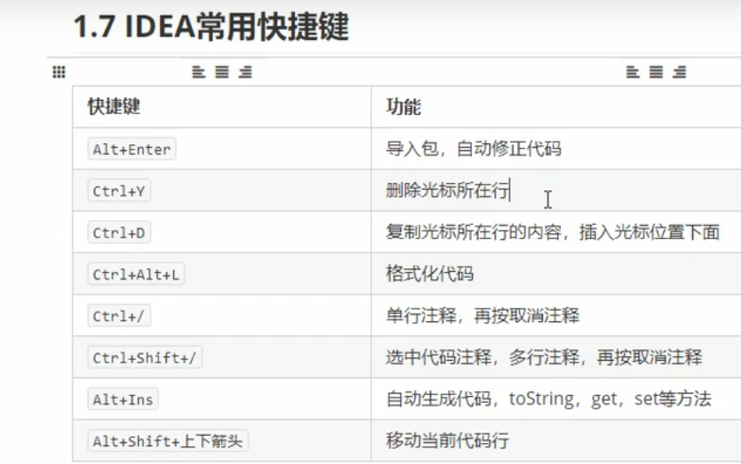 1.7 IDEA常用快捷键
快捷键 功能
Alt+Enter 导入包，自动修正代码
Ctrl+Y 删除光标所在行
Ctrl+D 复制光标所在行的内容，插入光标位置下面
Ctrl+Alt+L 格式化代码
Ctrl+/ 单行注释，再按取消注释
Ctrl+Shift+/ 选中代码注释，多行注释，再按取消注释
Alt+Ins 自动生成代码，toString，get，set等方法
Alt+Shift+上下箭头 移动当前代码行